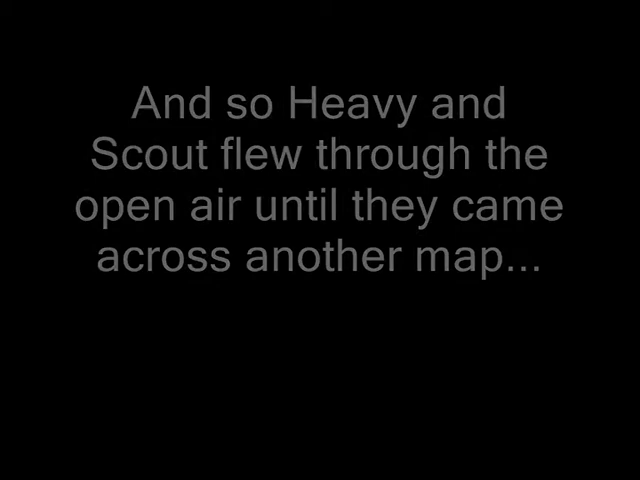 And so Heavy and
Scout flew through the
open air until they came
across another map...